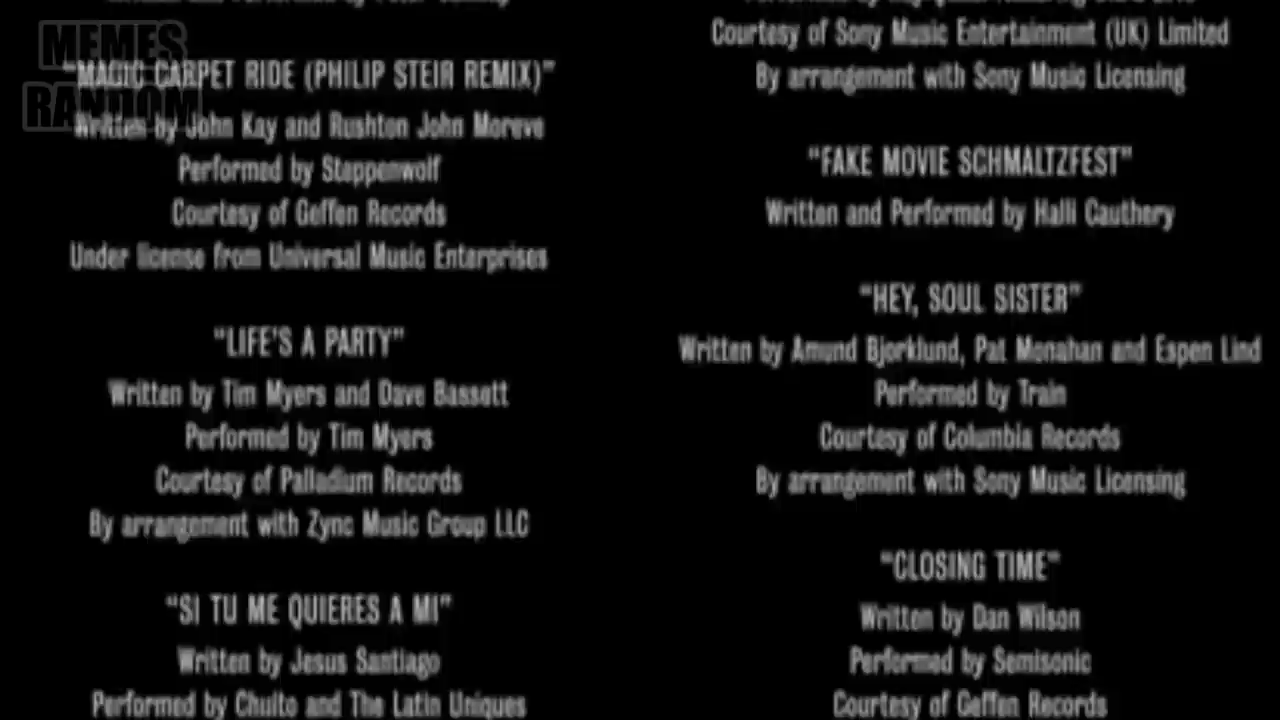 MEMES
RANDOM
"MAGIC CARPET RIDE (PHILIP STEIR REMIX)"
Written by John Kay and Rushton John Moreve
Performed by Steppenwolf
Courtesy of Geffen Records
Under license from Universal Music Enterprises
"LIFE'S A PARTY"
Written by Tim Myers and Dave Bassett
Performed by Tim Myers
Courtesy of Palladium Records
By arrangement with Zync Music Group LLC
"SI TU ME QUIERES A MI"
Written by Jesus Santiago
Performed by Chuito and The Latin Uniques
Courtesy of Sony Music Entertainment (UK) Limited
By arrangement with Sony Music Licensing
"FAKE MOVIE SCHMALTZFEST"
Written and Performed by Halli Cauthery
"HEY, SOUL SISTER"
Written by Amund Bjorklund, Pat Monahan and Espen Lind
Performed by Train
Courtesy of Columbia Records
By arrangement with Sony Music Licensing
"CLOSING TIME"
Written by Dan Wilson
Performed by Semisonic
Courtesy of Geffen Records